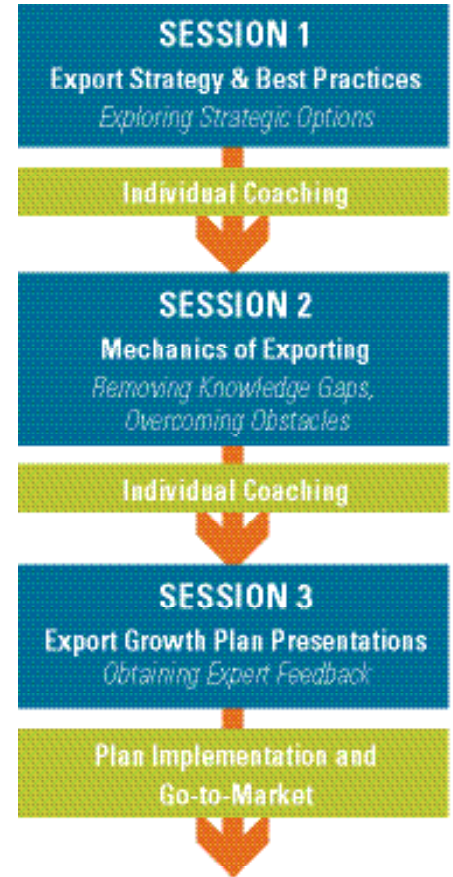 SESSION 1
Export Strategy & Best Practices
Exploring Strategic Options
Individual Coaching
SESSION 2
Mechanics of Exporting
Removing Knowledge Gaps,
Overcoming Obstacles
Individual Coaching
SESSION 3
Export Growth Plan Presentations
Obtaining Expert Feedback
Plan Implementation and
Go-to-Market